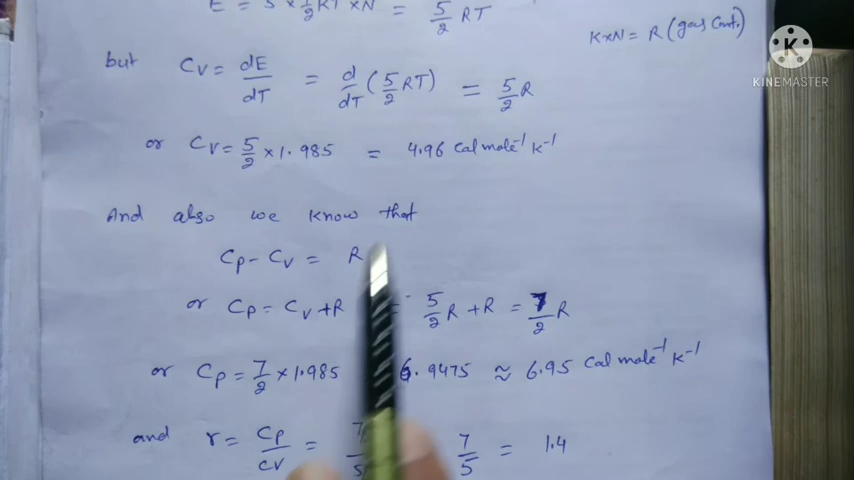 E = 5 × 1/2 KT × N = 5/2 RT
K×N = R (gas Const.)
but Cv = dE/dT = d/dT (5/2 RT) = 5/2 R
or Cv = 5/2 × 1.985 = 4.96 Cal mole⁻¹ K⁻¹
And also we know that
Cp - Cv = R
or Cp = Cv + R = 5/2 R + R = 7/2 R
or Cp = 7/2 × 1.985 6.9475 ≈ 6.95 Cal mole⁻¹ K⁻¹
and r = Cp/Cv = 7/5 = 1.4
K
KINEMASTER